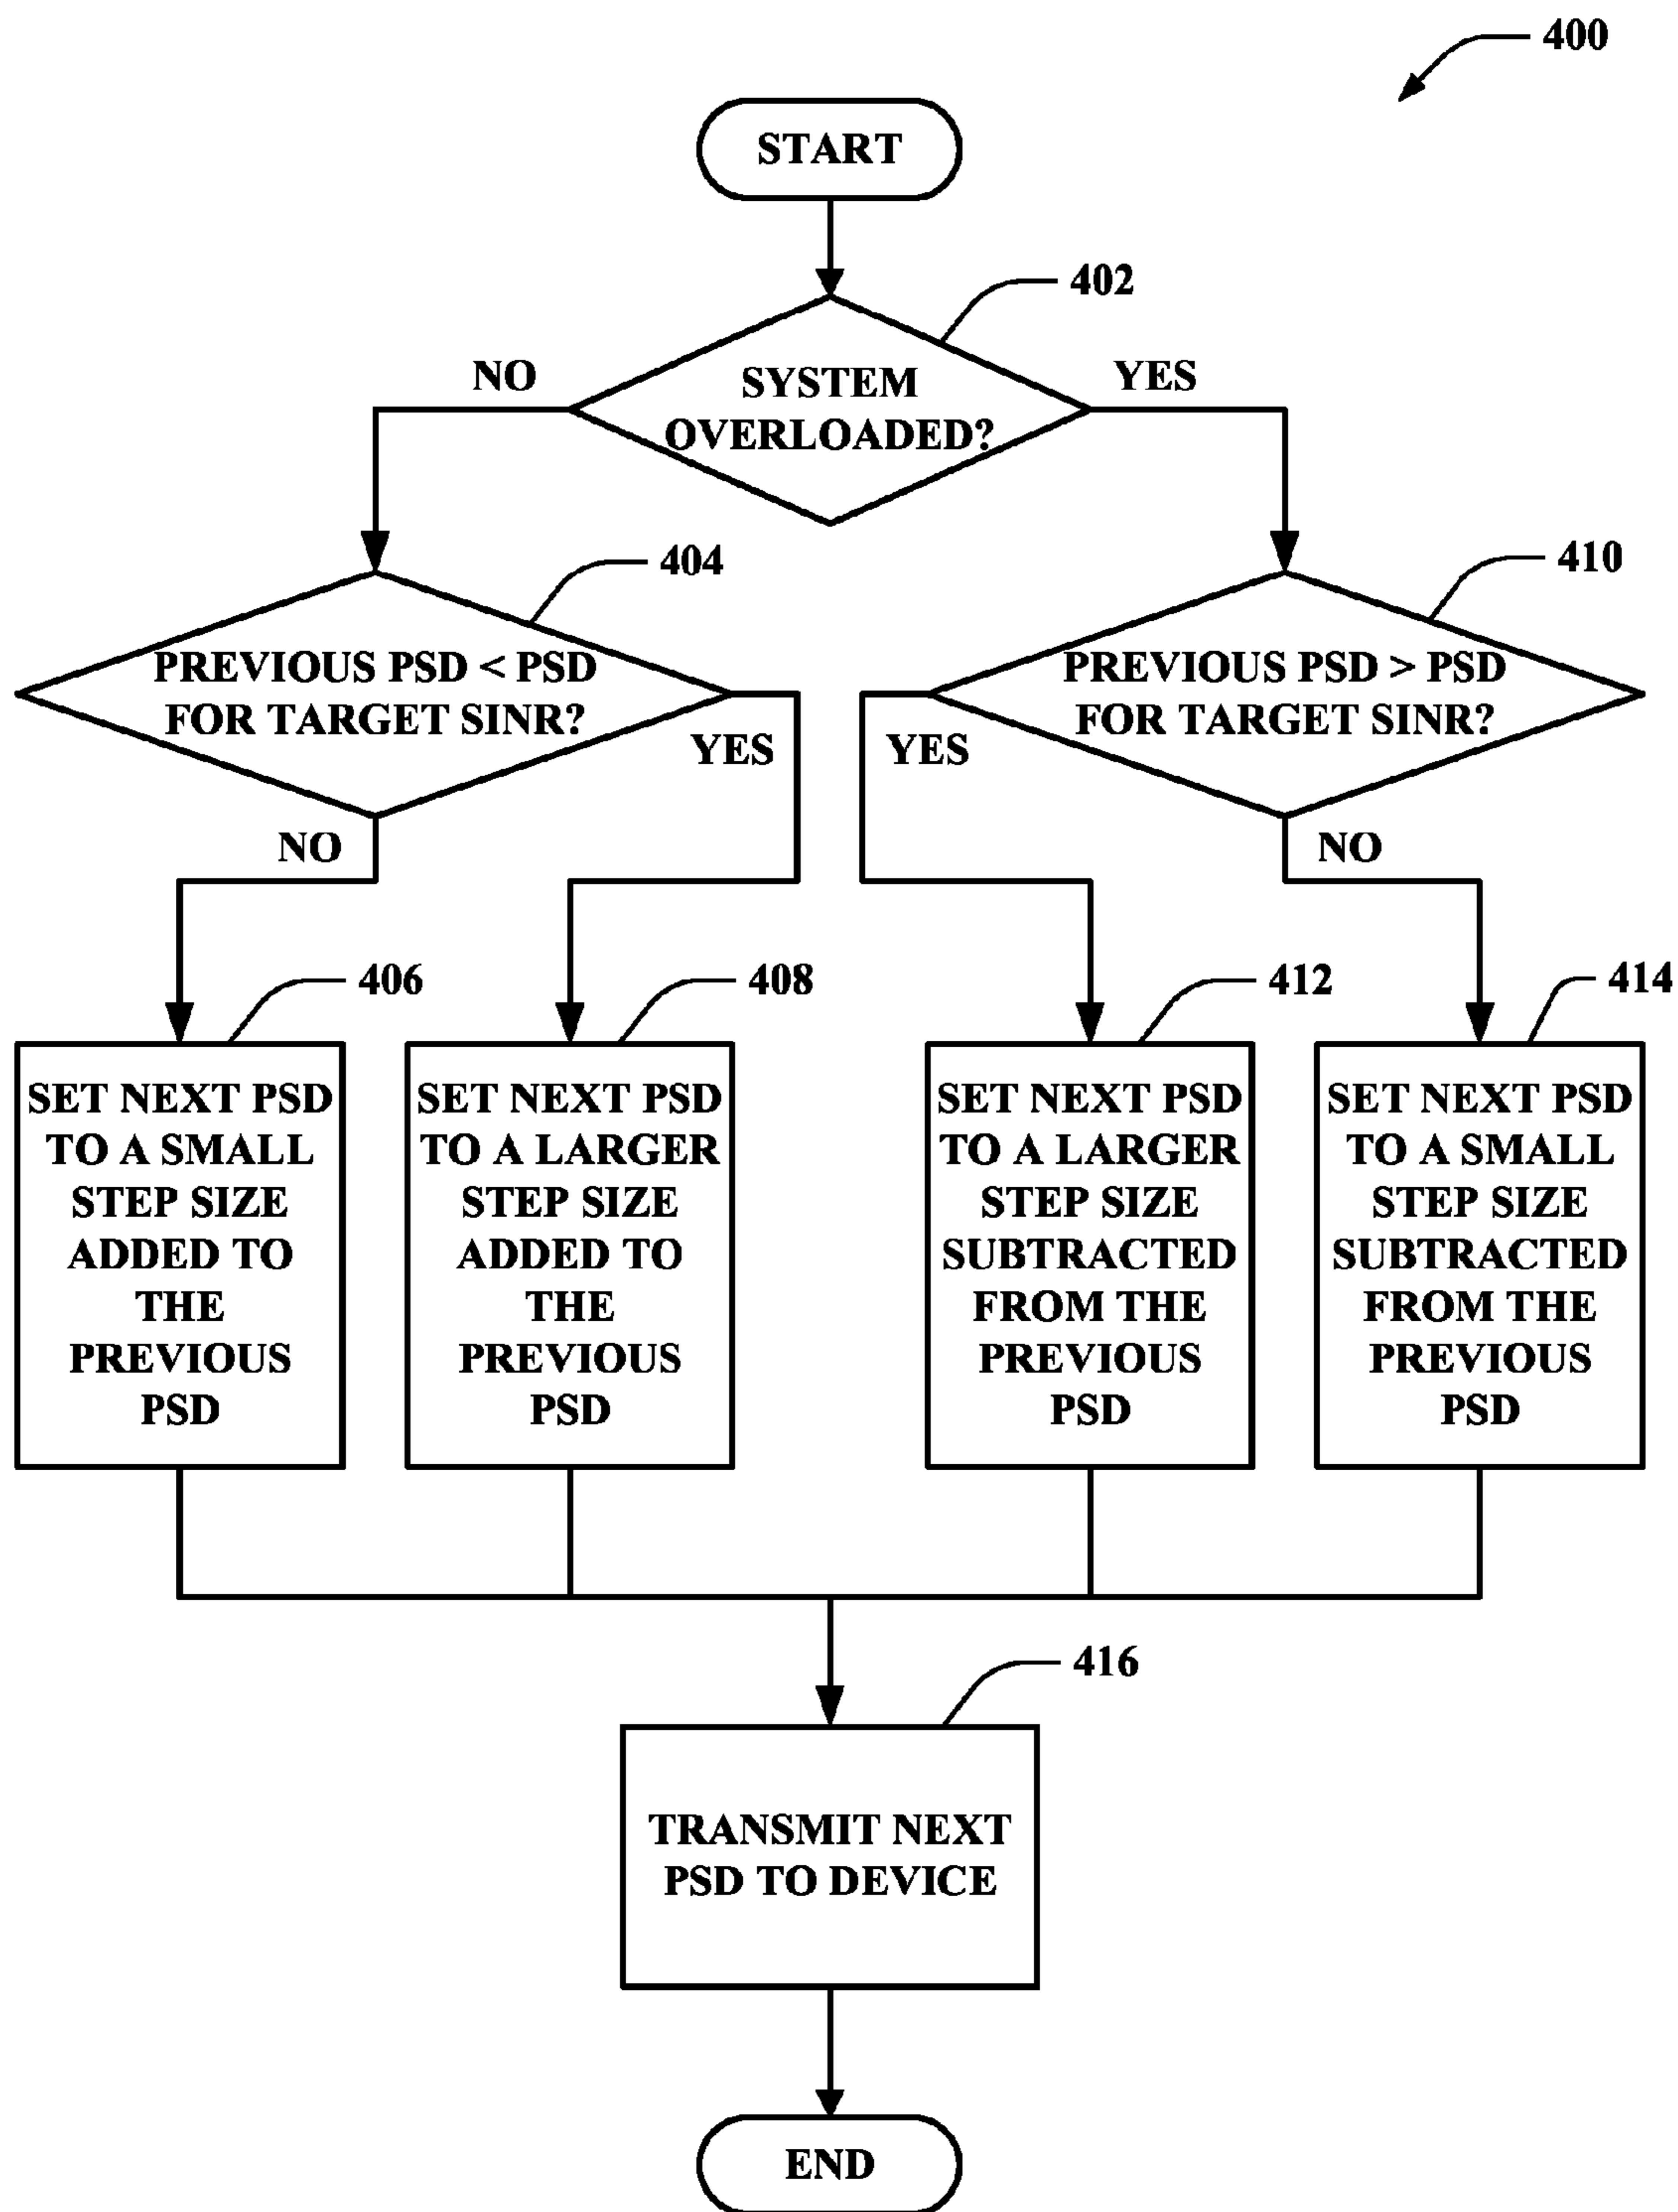 400
START
402
NO
YES
SYSTEM
OVERLOADED?
404
410
PREVIOUS PSD < PSD
FOR TARGET SINR?
PREVIOUS PSD > PSD
FOR TARGET SINR?
YES
YES
NO
NO
406
408
412
414
SET NEXT PSD
TO A SMALL
STEP SIZE
ADDED TO
THE
PREVIOUS
PSD
SET NEXT PSD
TO A LARGER
STEP SIZE
ADDED TO
THE
PREVIOUS
PSD
SET NEXT PSD
TO A LARGER
STEP SIZE
SUBTRACTED
FROM THE
PREVIOUS
PSD
SET NEXT PSD
TO A SMALL
STEP SIZE
SUBTRACTED
FROM THE
PREVIOUS
PSD
416
TRANSMIT NEXT
PSD TO DEVICE
END